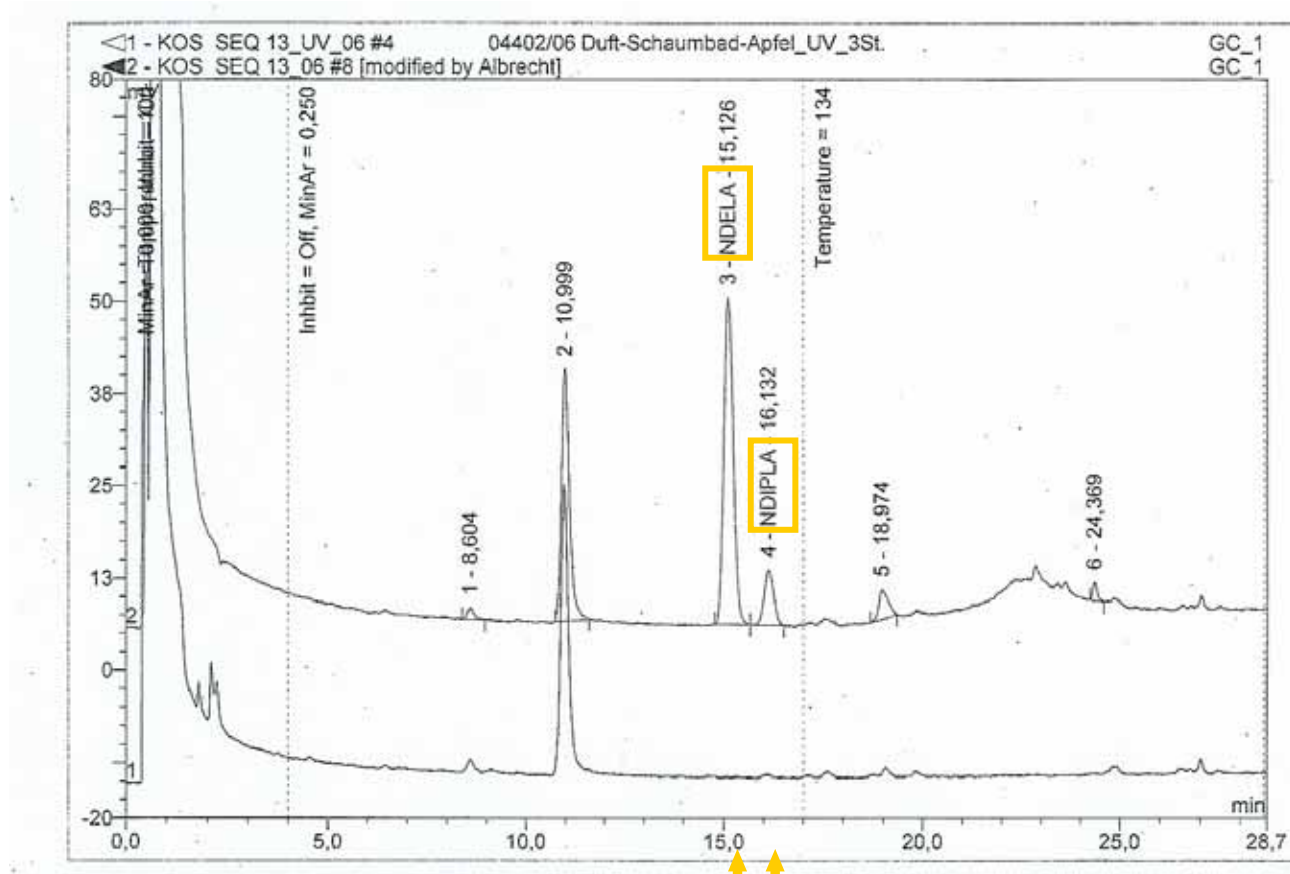 1 - KOS SEQ 13_UV_06 #4 04402/06 Duft-Schaumbad-Apfel_UV_3St. GC_1
2 - KOS SEQ 13_06 #8 [modified by Albrecht] GC_1
80
63
50
38
25
13
0
-20
Inhibit = Off, MinAr = 0,250
1 - 8,604
2 - 10,999
3 - NDELA - 15,126
4 - NDIPLA - 16,132
Temperature = 134
5 - 18,974
6 - 24,369
2
1
min
0,0 5,0 10,0 15,0 20,0 25,0 28,7